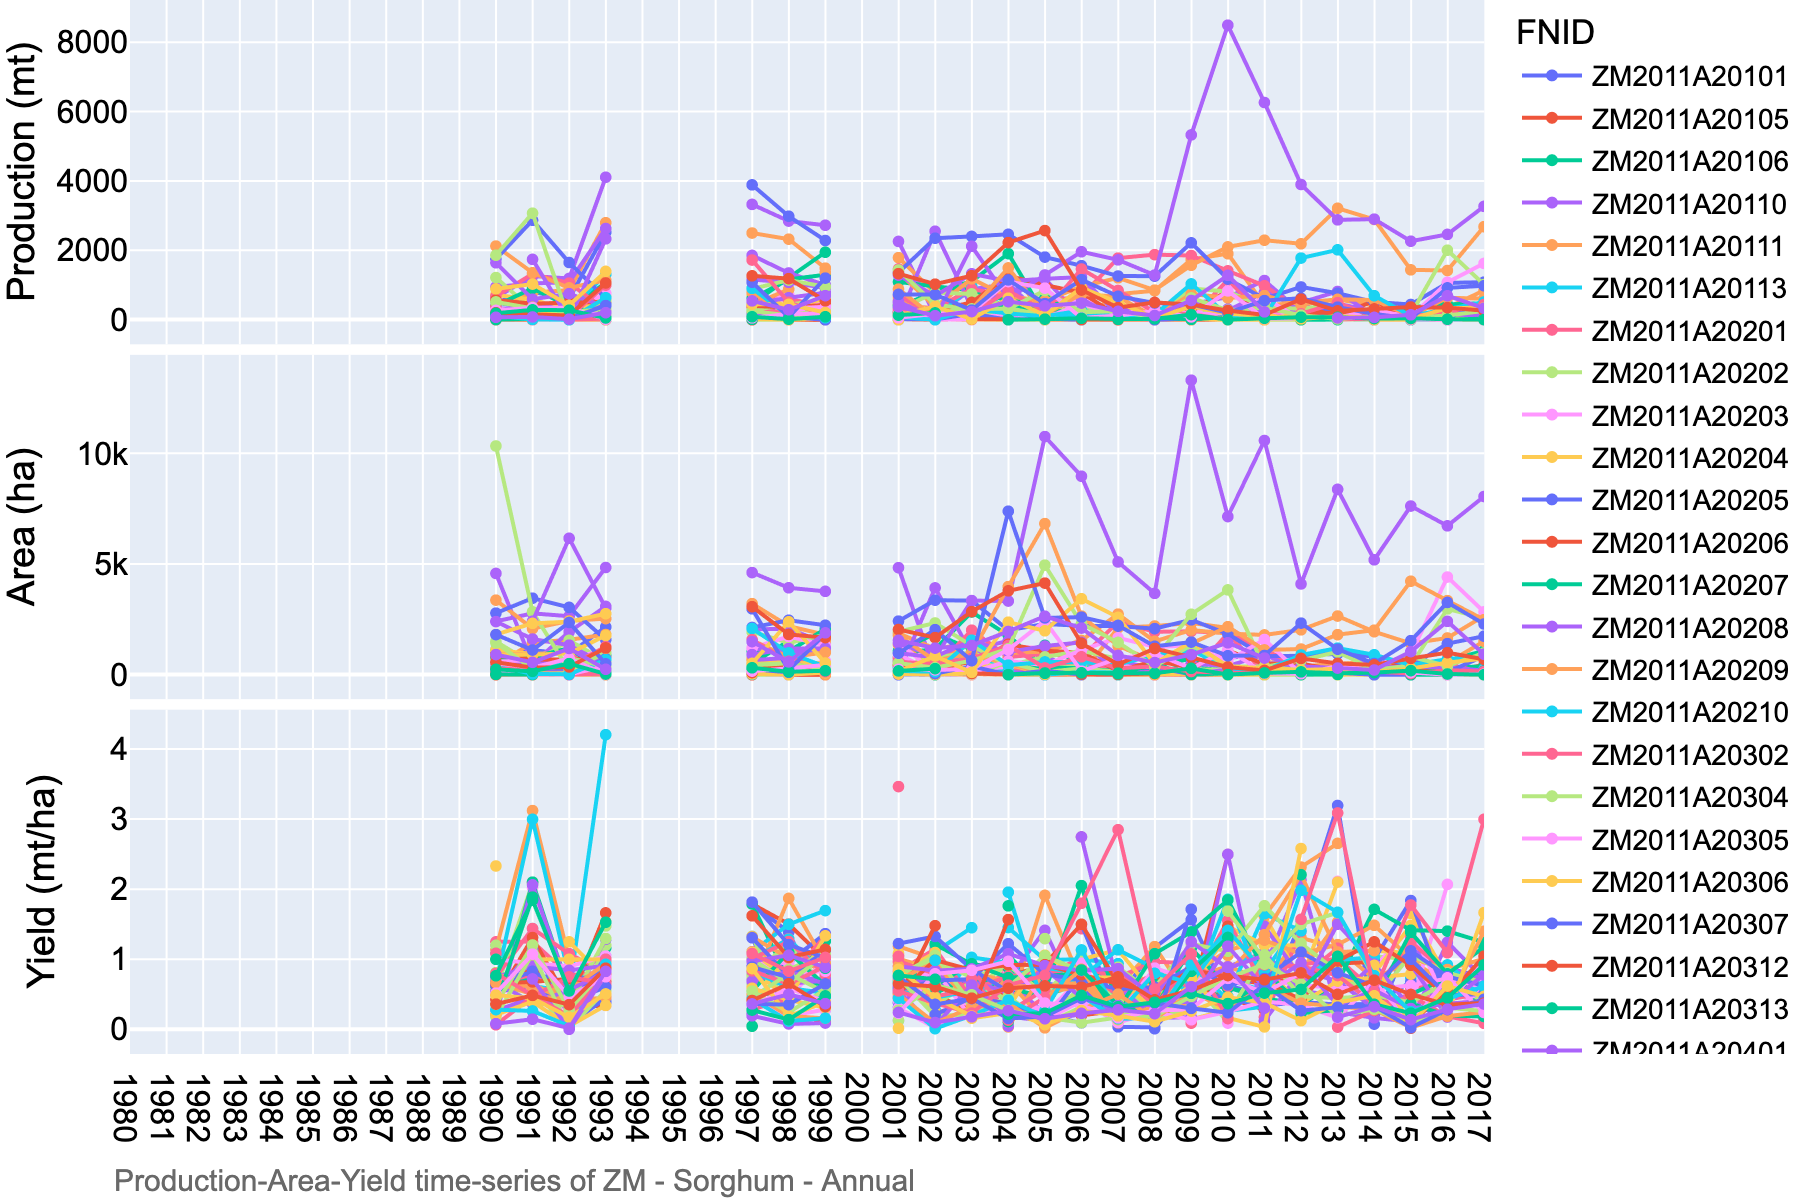 FNID
ZM2011A20101
ZM2011A20105
ZM2011A20106
ZM2011A20110
ZM2011A20111
ZM2011A20113
ZM2011A20201
ZM2011A20202
ZM2011A20203
ZM2011A20204
ZM2011A20205
ZM2011A20206
ZM2011A20207
ZM2011A20208
ZM2011A20209
ZM2011A20210
ZM2011A20302
ZM2011A20304
ZM2011A20305
ZM2011A20306
ZM2011A20307
ZM2011A20312
ZM2011A20313
ZM2011A20401
Production (mt)
8000
6000
4000
2000
0
Area (ha)
10k
5k
0
Yield (mt/ha)
4
3
2
1
0
1980 1981 1982 1983 1984 1985 1986 1987 1988 1989 1990 1991 1992 1993 1994 1995 1996 1997 1998 1999 2000 2001 2002 2003 2004 2005 2006 2007 2008 2009 2010 2011 2012 2013 2014 2015 2016 2017
Production-Area-Yield time-series of ZM - Sorghum - Annual